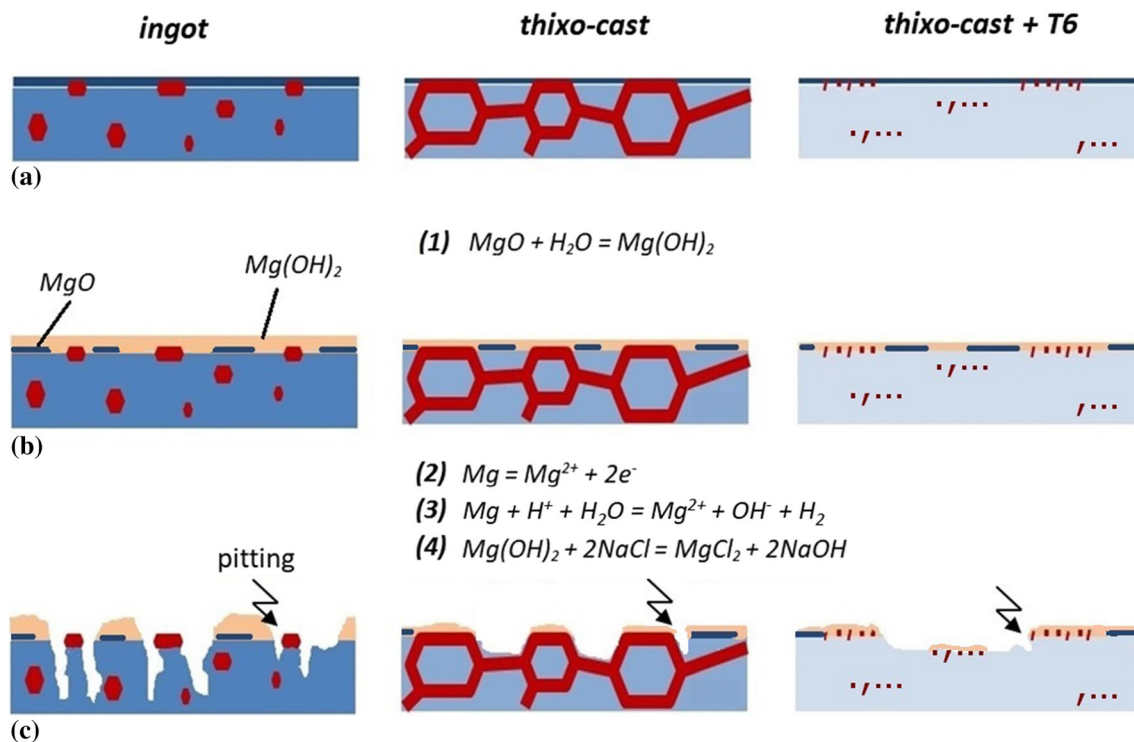 ingot thixo-cast thixo-cast + T6
(a)
(1) MgO + H₂O = Mg(OH)₂
MgO Mg(OH)₂
(b)
(2) Mg = Mg²⁺ + 2e⁻
(3) Mg + H⁺ + H₂O = Mg²⁺ + OH⁻ + H₂
(4) Mg(OH)₂ + 2NaCl = MgCl₂ + 2NaOH
pitting
(c)